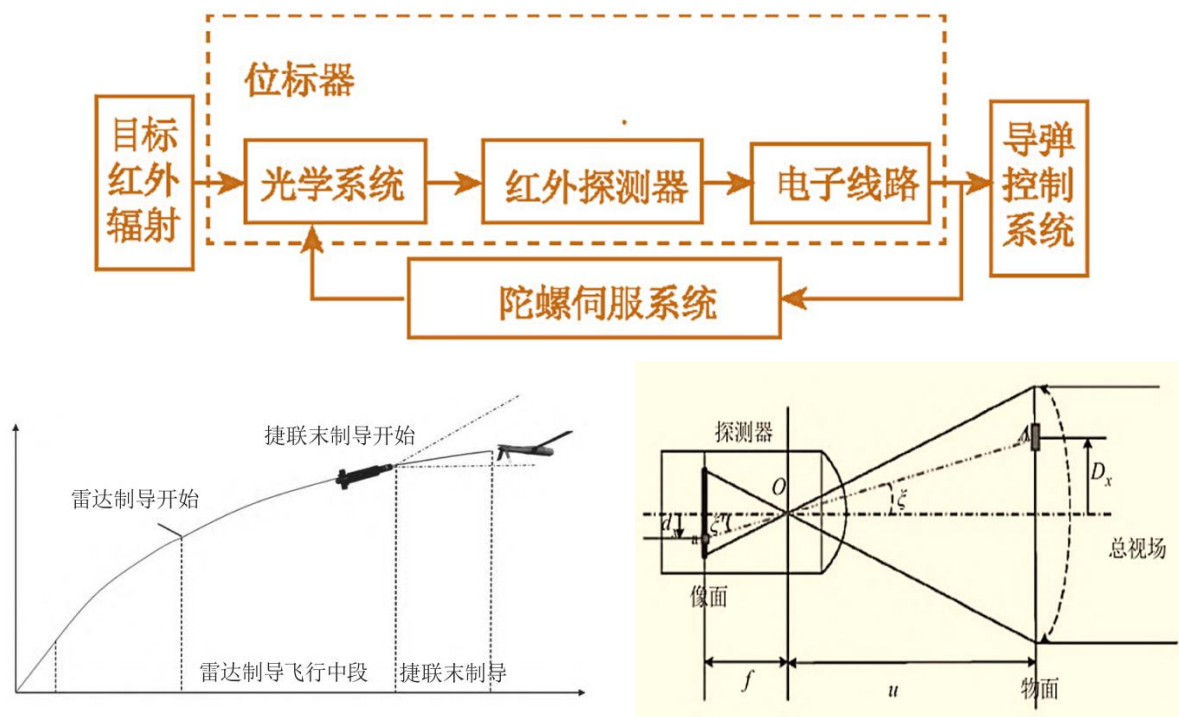 位标器
目标
红外
辐射
光学系统
红外探测器
电子线路
导弹
控制
系统
陀螺伺服系统
捷联末制导开始
雷达制导开始
雷达制导飞行中段
捷联末制导
探测器
O
A
Dx
ξ
d
ξ'
a
总视场
像面
f
u
物面